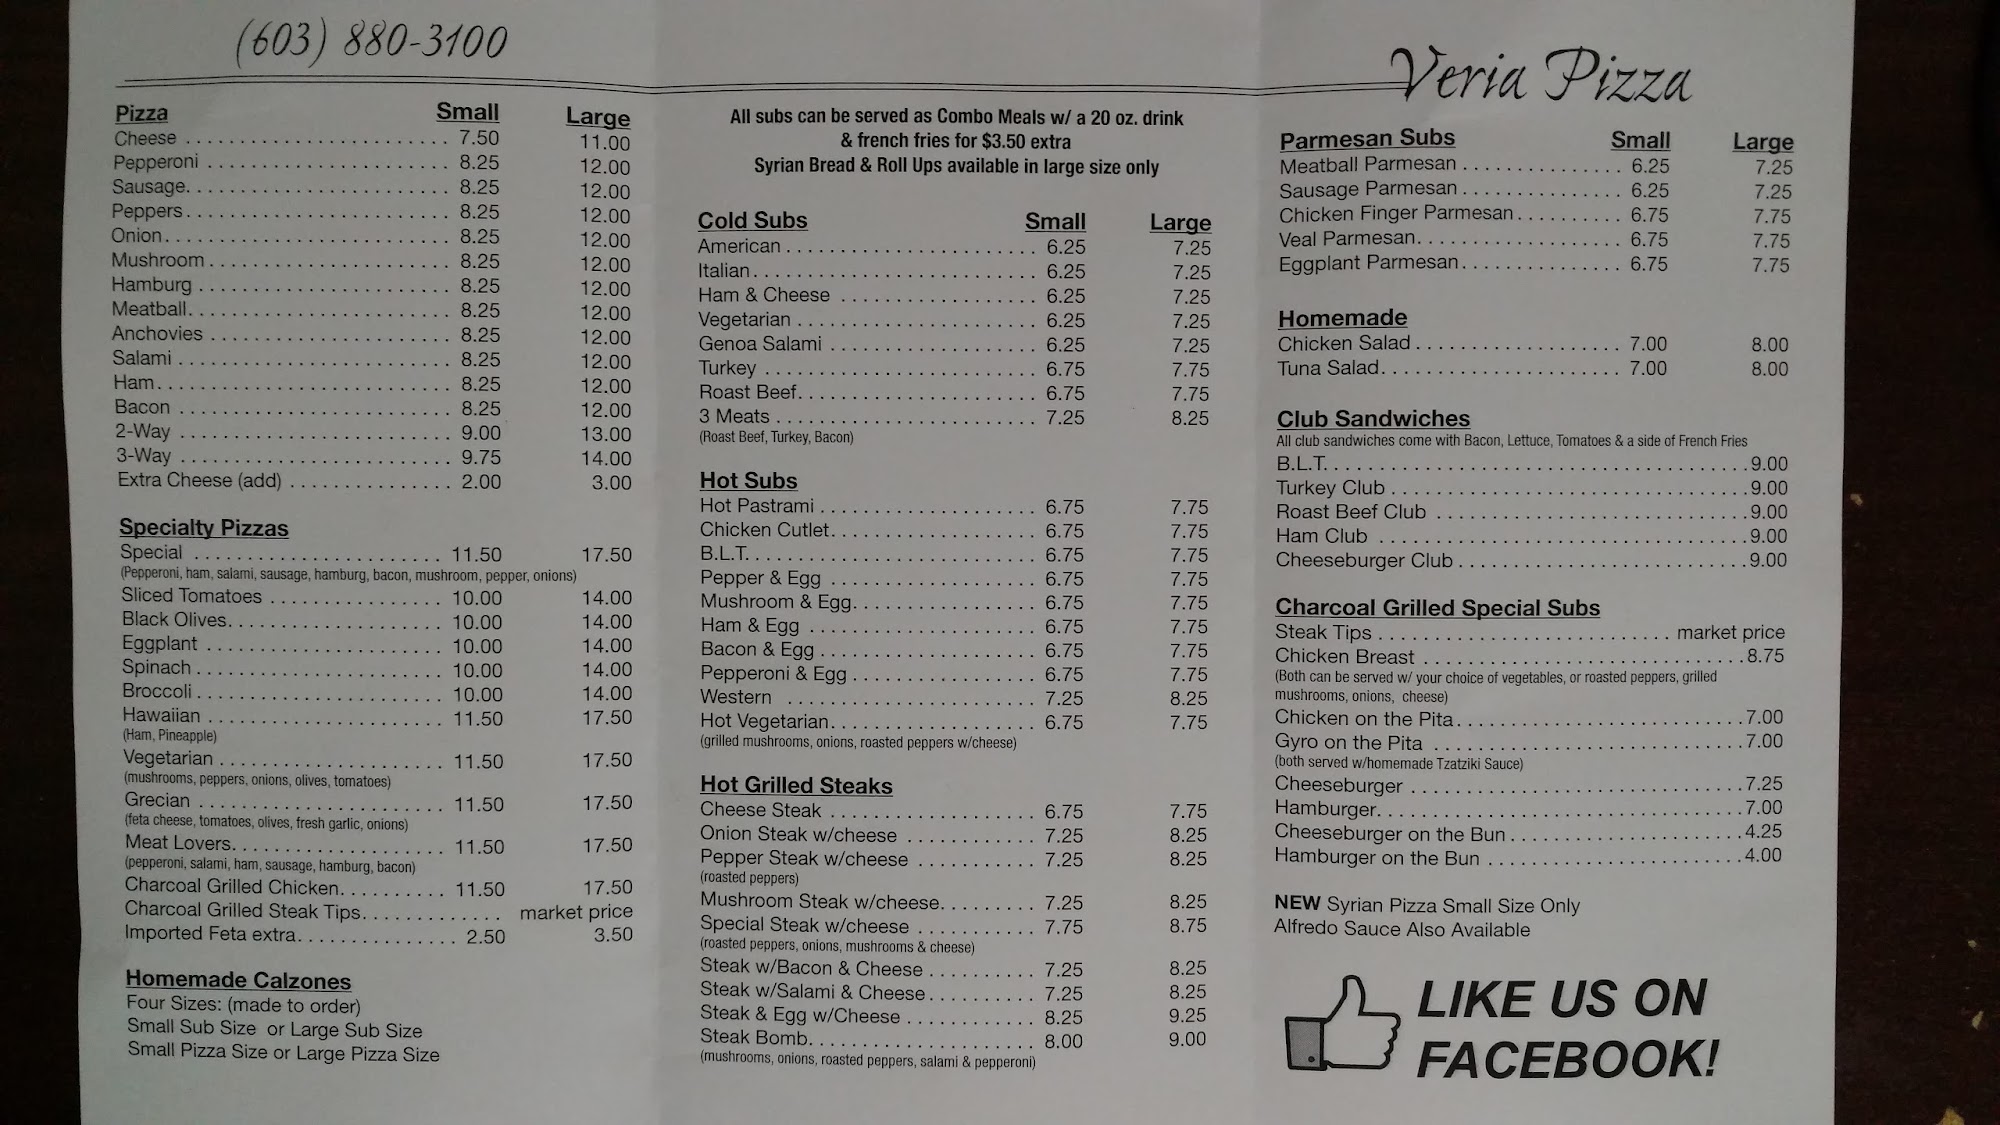 (603) 880-3100
Veria Pizza
Pizza Small Large
Cheese 7.50 11.00
Pepperoni 8.25 12.00
Sausage 8.25 12.00
Peppers 8.25 12.00
Onion 8.25 12.00
Mushroom 8.25 12.00
Hamburg 8.25 12.00
Meatball 8.25 12.00
Anchovies 8.25 12.00
Salami 8.25 12.00
Ham 8.25 12.00
Bacon 8.25 12.00
2-Way 9.00 13.00
3-Way 9.75 14.00
Extra Cheese (add) 2.00 3.00
Specialty Pizzas
Special 11.50 17.50
(Pepperoni, ham, salami, sausage, hamburg, bacon, mushroom, pepper, onions)
Sliced Tomatoes 10.00 14.00
Black Olives 10.00 14.00
Eggplant 10.00 14.00
Spinach 10.00 14.00
Broccoli 10.00 14.00
Hawaiian 11.50 17.50
(Ham, Pineapple)
Vegetarian 11.50 17.50
(mushrooms, peppers, onions, olives, tomatoes)
Grecian 11.50 17.50
(feta cheese, tomatoes, olives, fresh garlic, onions)
Meat Lovers 11.50 17.50
(pepperoni, salami, ham, sausage, hamburg, bacon)
Charcoal Grilled Chicken 11.50 17.50
Charcoal Grilled Steak Tips market price
Imported Feta extra 2.50 3.50
Homemade Calzones
Four Sizes: (made to order)
Small Sub Size or Large Sub Size
Small Pizza Size or Large Pizza Size
All subs can be served as Combo Meals w/ a 20 oz. drink
& french fries for $3.50 extra
Syrian Bread & Roll Ups available in large size only
Cold Subs Small Large
American 6.25 7.25
Italian 6.25 7.25
Ham & Cheese 6.25 7.25
Vegetarian 6.25 7.25
Genoa Salami 6.25 7.25
Turkey 6.75 7.75
Roast Beef 6.75 7.75
3 Meats 7.25 8.25
(Roast Beef, Turkey, Bacon)
Hot Subs
Hot Pastrami 6.75 7.75
Chicken Cutlet 6.75 7.75
B.L.T. 6.75 7.75
Pepper & Egg 6.75 7.75
Mushroom & Egg 6.75 7.75
Ham & Egg 6.75 7.75
Bacon & Egg 6.75 7.75
Pepperoni & Egg 6.75 7.75
Western 7.25 8.25
Hot Vegetarian 6.75 7.75
(grilled mushrooms, onions, roasted peppers w/cheese)
Hot Grilled Steaks
Cheese Steak 6.75 7.75
Onion Steak w/cheese 7.25 8.25
Pepper Steak w/cheese 7.25 8.25
(roasted peppers)
Mushroom Steak w/cheese 7.25 8.25
Special Steak w/cheese 7.75 8.75
(roasted peppers, onions, mushrooms & cheese)
Steak w/Bacon & Cheese 7.25 8.25
Steak w/Salami & Cheese 7.25 8.25
Steak & Egg w/Cheese 8.25 9.25
Steak Bomb 8.00 9.00
(mushrooms, onions, roasted peppers, salami & pepperoni)
Parmesan Subs Small Large
Meatball Parmesan 6.25 7.25
Sausage Parmesan 6.25 7.25
Chicken Finger Parmesan 6.75 7.75
Veal Parmesan 6.75 7.75
Eggplant Parmesan 6.75 7.75
Homemade
Chicken Salad 7.00 8.00
Tuna Salad 7.00 8.00
Club Sandwiches
All club sandwiches come with Bacon, Lettuce, Tomatoes & a side of French Fries
B.L.T. 9.00
Turkey Club 9.00
Roast Beef Club 9.00
Ham Club 9.00
Cheeseburger Club 9.00
Charcoal Grilled Special Subs
Steak Tips market price
Chicken Breast 8.75
(Both can be served w/ your choice of vegetables, or roasted peppers, grilled
mushrooms, onions, cheese)
Chicken on the Pita 7.00
Gyro on the Pita 7.00
(both served w/homemade Tzatziki Sauce)
Cheeseburger 7.25
Hamburger 7.00
Cheeseburger on the Bun 4.25
Hamburger on the Bun 4.00
NEW Syrian Pizza Small Size Only
Alfredo Sauce Also Available
LIKE US ON
FACEBOOK!